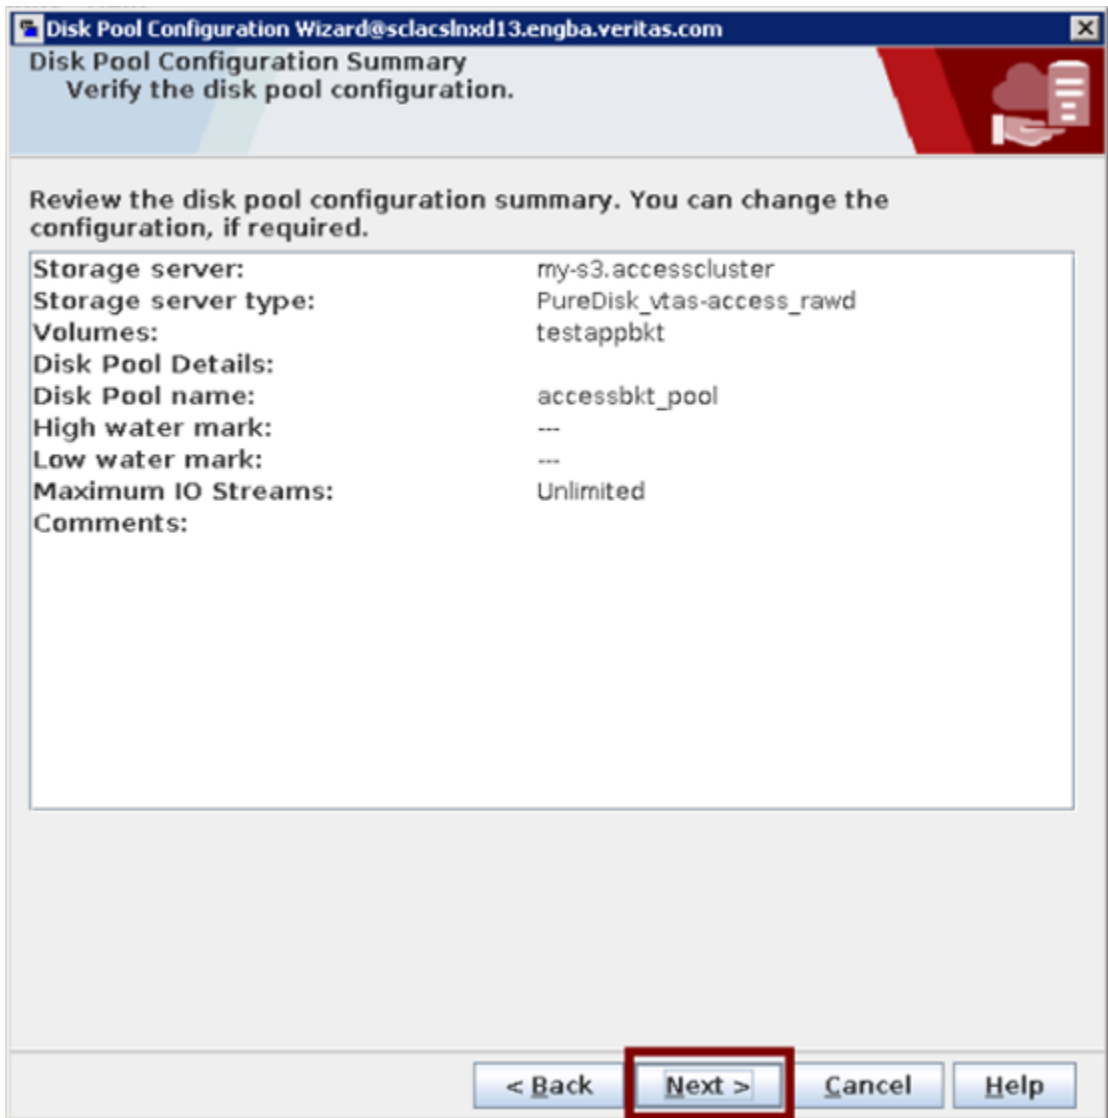 Disk Pool Configuration Wizard@sclacslnxd13.engba.veritas.com
Disk Pool Configuration Summary
Verify the disk pool configuration.
Review the disk pool configuration summary. You can change the
configuration, if required.
Storage server: my-s3.accesscluster
Storage server type: PureDisk_vtas-access_rawd
Volumes: testappbkt
Disk Pool Details:
Disk Pool name: accessbkt_pool
High water mark: ---
Low water mark: ---
Maximum IO Streams: Unlimited
Comments:
< Back Next > Cancel Help